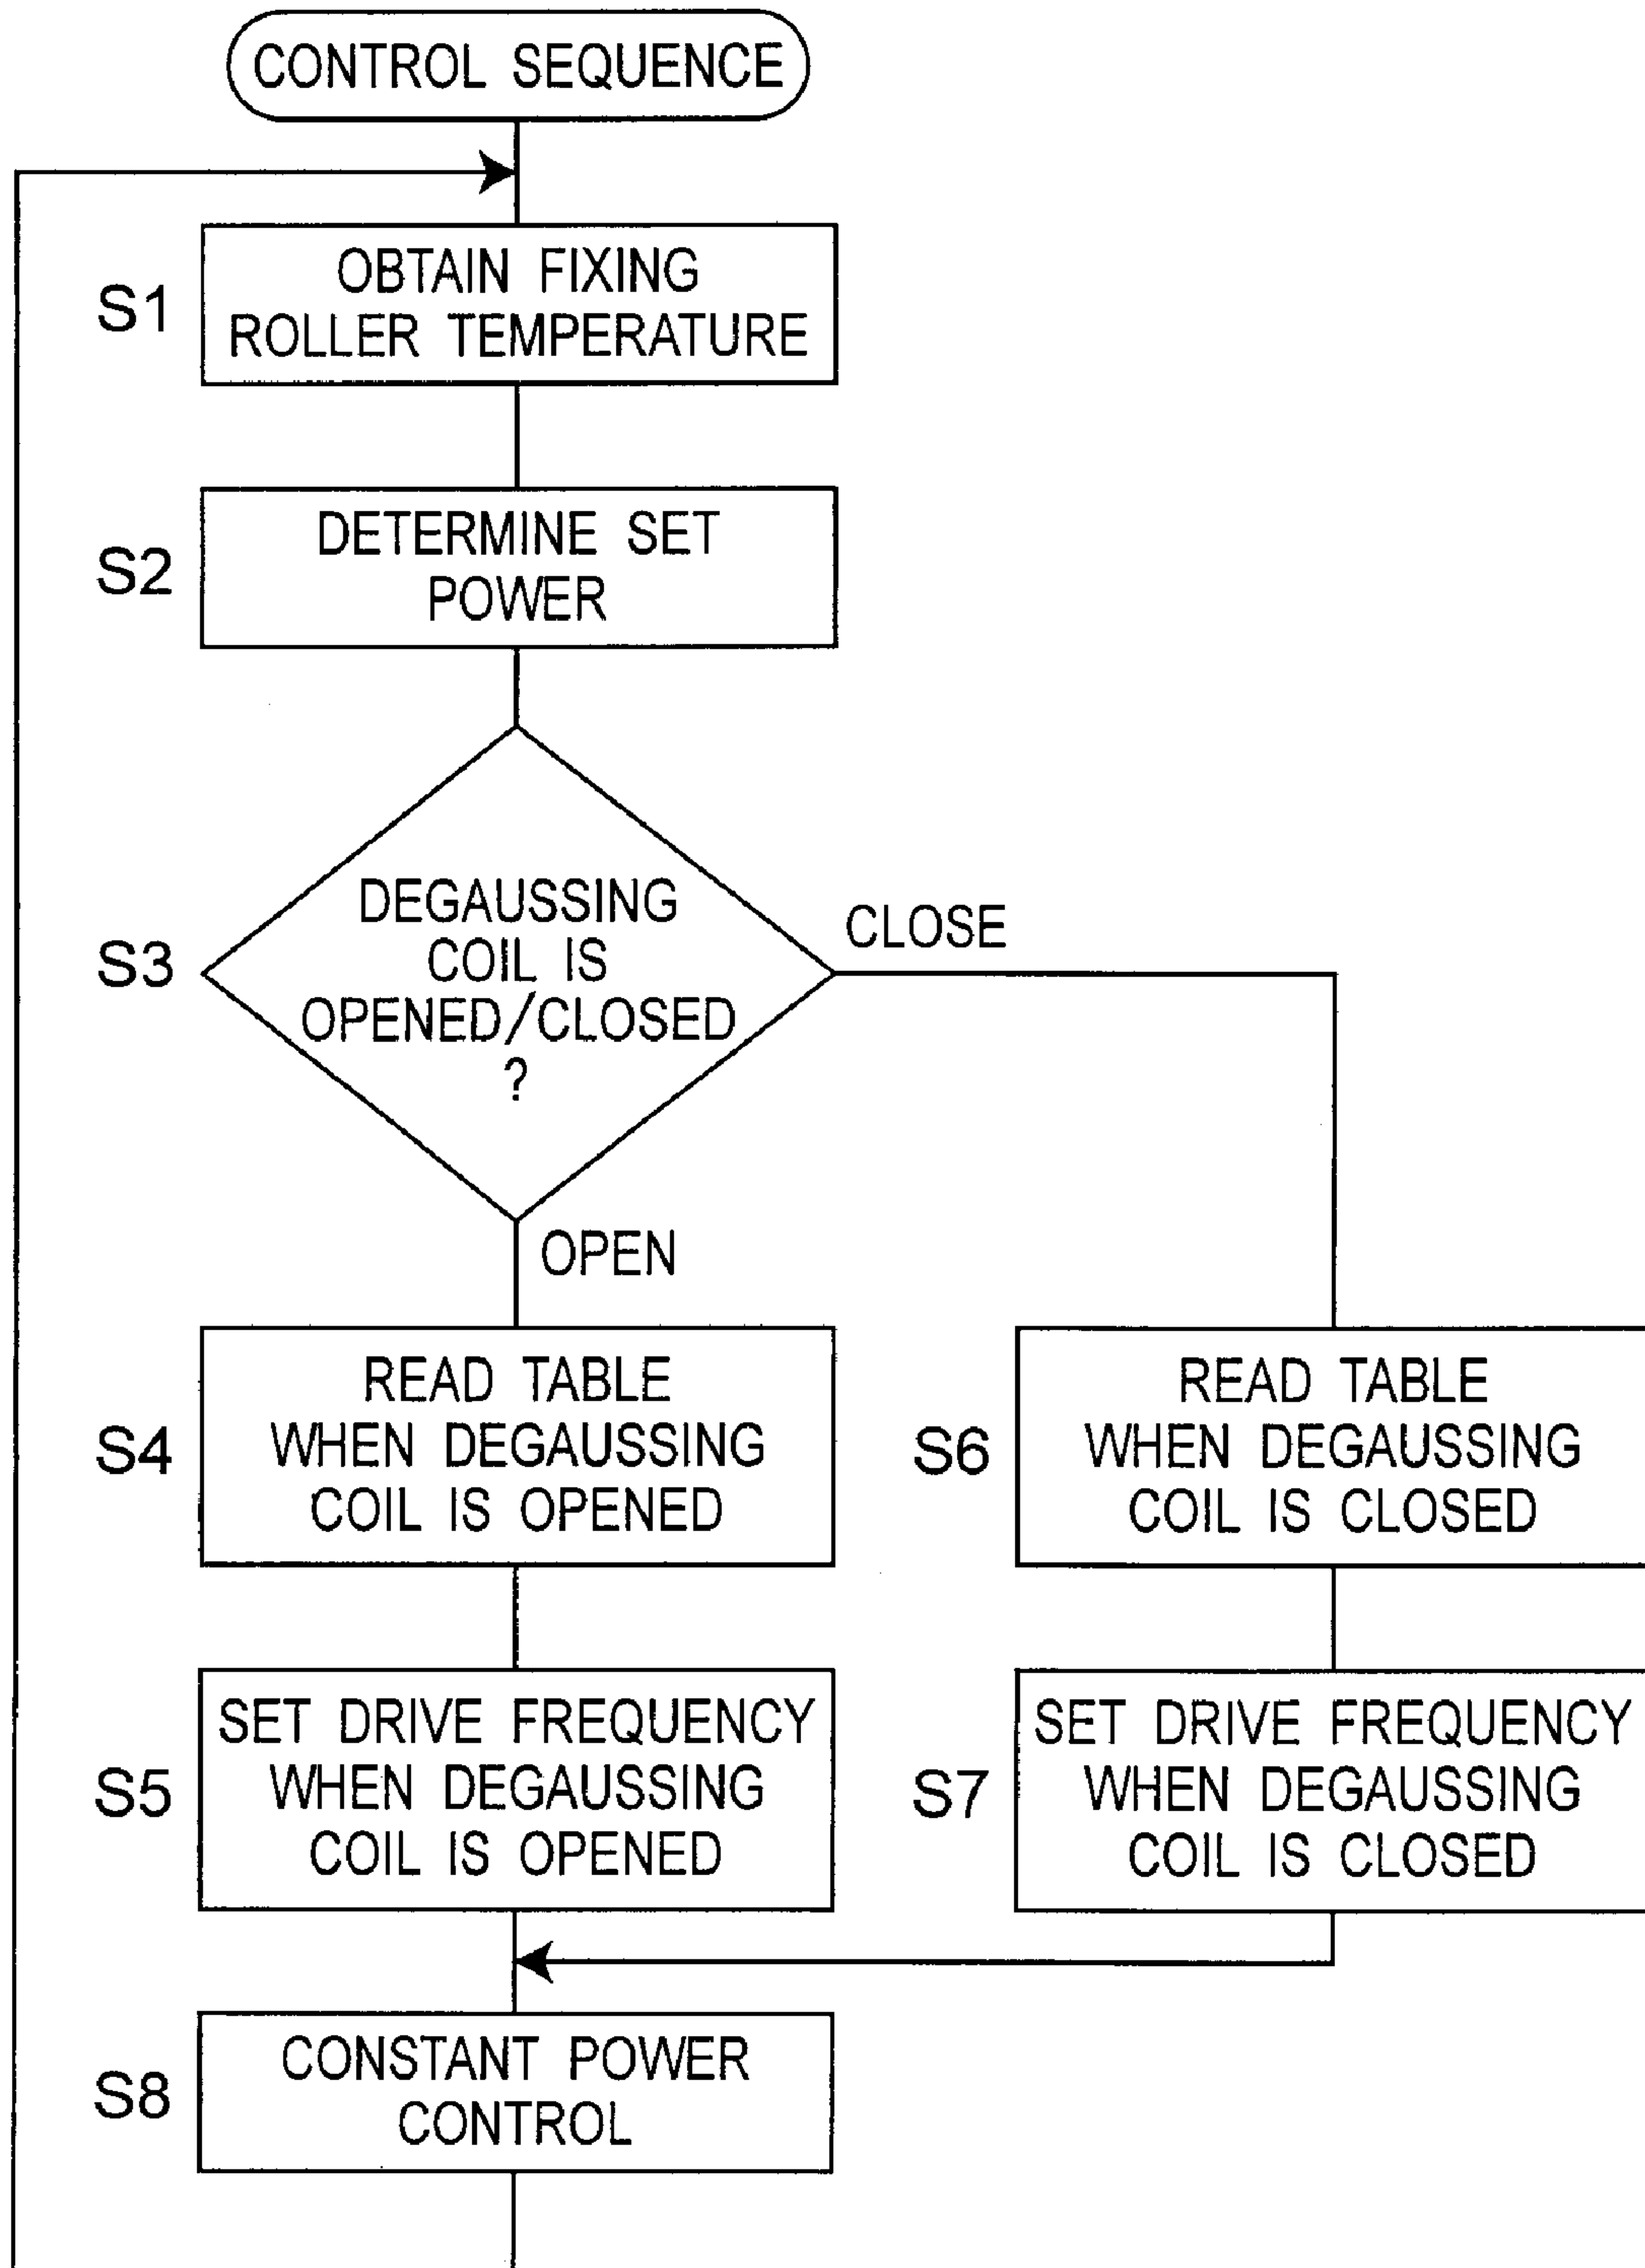 CONTROL SEQUENCE
S1
OBTAIN FIXING
ROLLER TEMPERATURE
S2
DETERMINE SET
POWER
S3
DEGAUSSING
COIL IS
OPENED/CLOSED
?
CLOSE
OPEN
S4
READ TABLE
WHEN DEGAUSSING
COIL IS OPENED
S6
READ TABLE
WHEN DEGAUSSING
COIL IS CLOSED
S5
SET DRIVE FREQUENCY
WHEN DEGAUSSING
COIL IS OPENED
S7
SET DRIVE FREQUENCY
WHEN DEGAUSSING
COIL IS CLOSED
S8
CONSTANT POWER
CONTROL